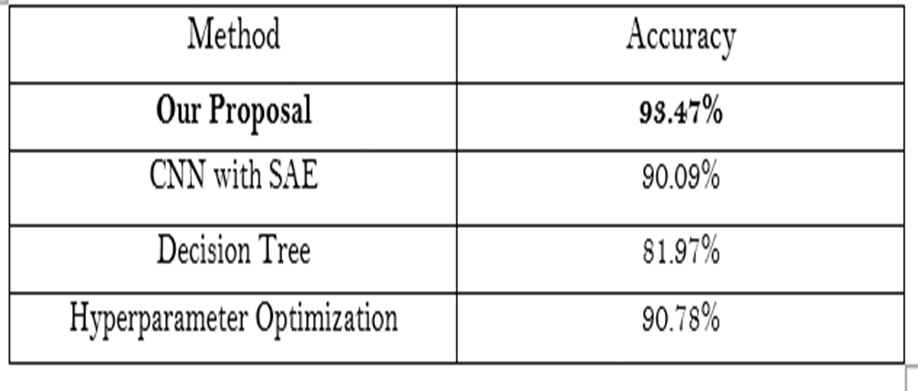 Method Accuracy
Our Proposal 93.47%
CNN with SAE 90.09%
Decision Tree 81.97%
Hyperparameter Optimization 90.78%